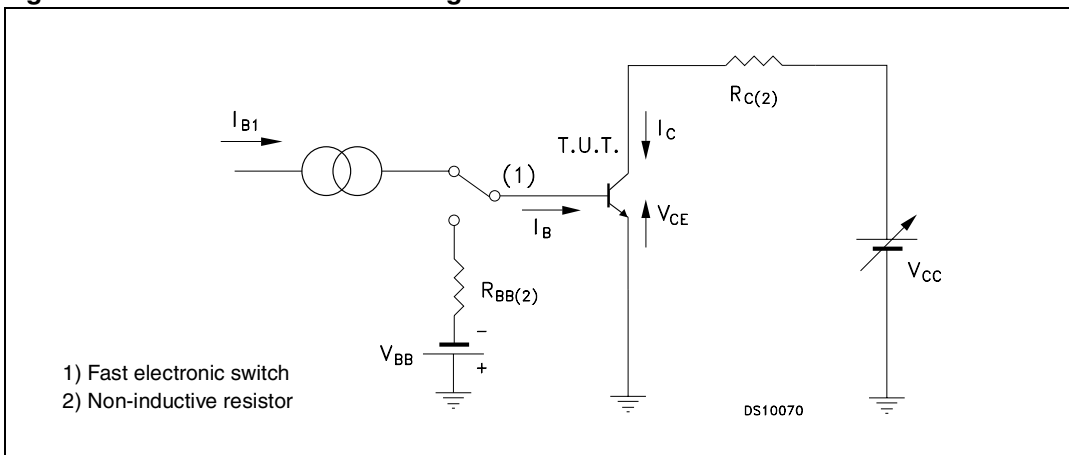 I_B1
T.U.T.
I_C
R_C(2)
(1)
I_B
V_CE
V_CC
R_BB(2)
V_BB
−
+
1) Fast electronic switch
2) Non-inductive resistor
DS10070